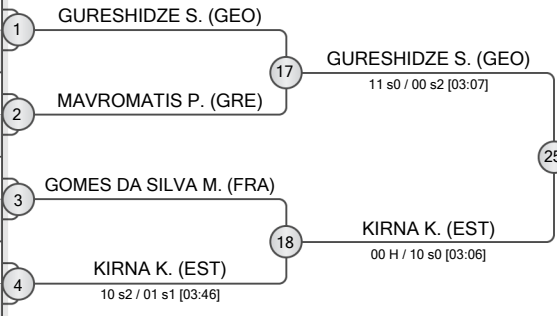 GURESHIDZE S. (GEO)
1
17
GURESHIDZE S. (GEO)
11 s0 / 00 s2 [03:07]
MAVROMATIS P. (GRE)
2
25
GOMES DA SILVA M. (FRA)
3
18
KIRNA K. (EST)
00 H / 10 s0 [03:06]
KIRNA K. (EST)
4
10 s2 / 01 s1 [03:46]